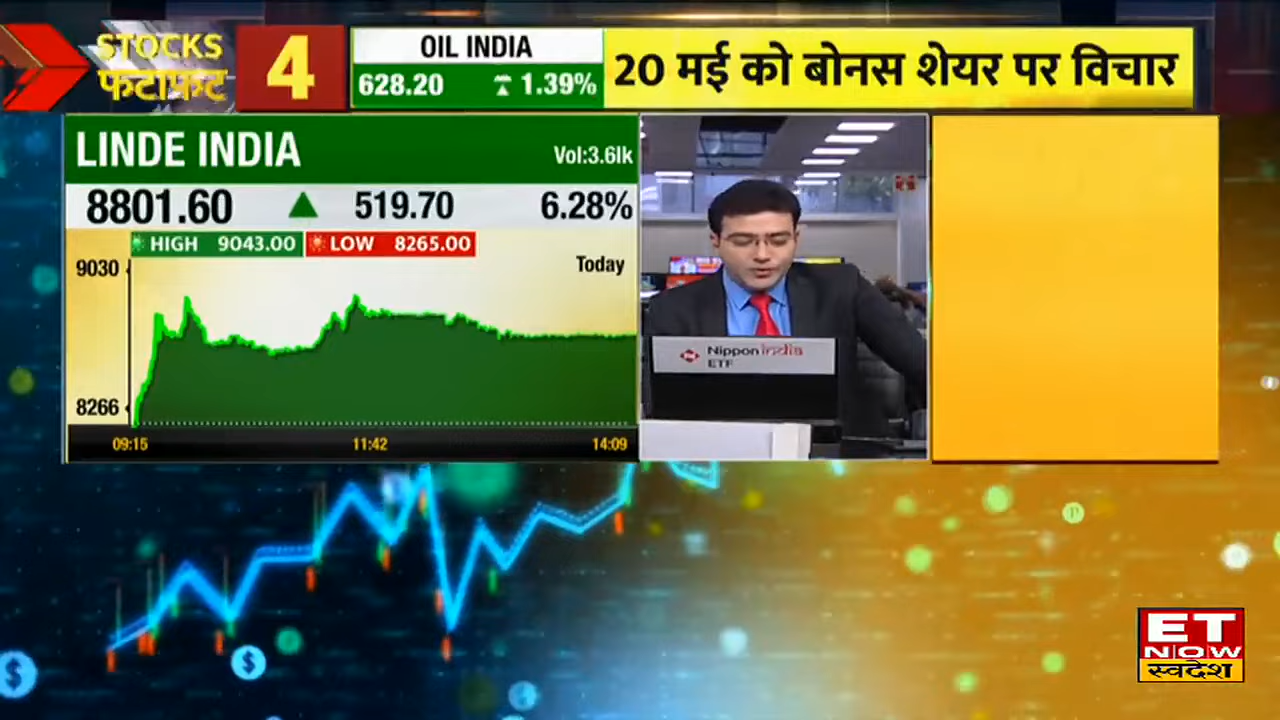 STOCKS
फटाफट
4
OIL INDIA
628.20 1.39%
20 मई को बोनस शेयर पर विचार
LINDE INDIA
Vol:3.6lk
8801.60 519.70 6.28%
HIGH 9043.00 LOW 8265.00
Today
9030
8266
09:15 11:42 14:09
Nippon india
ETF
ET
NOW
स्वदेश